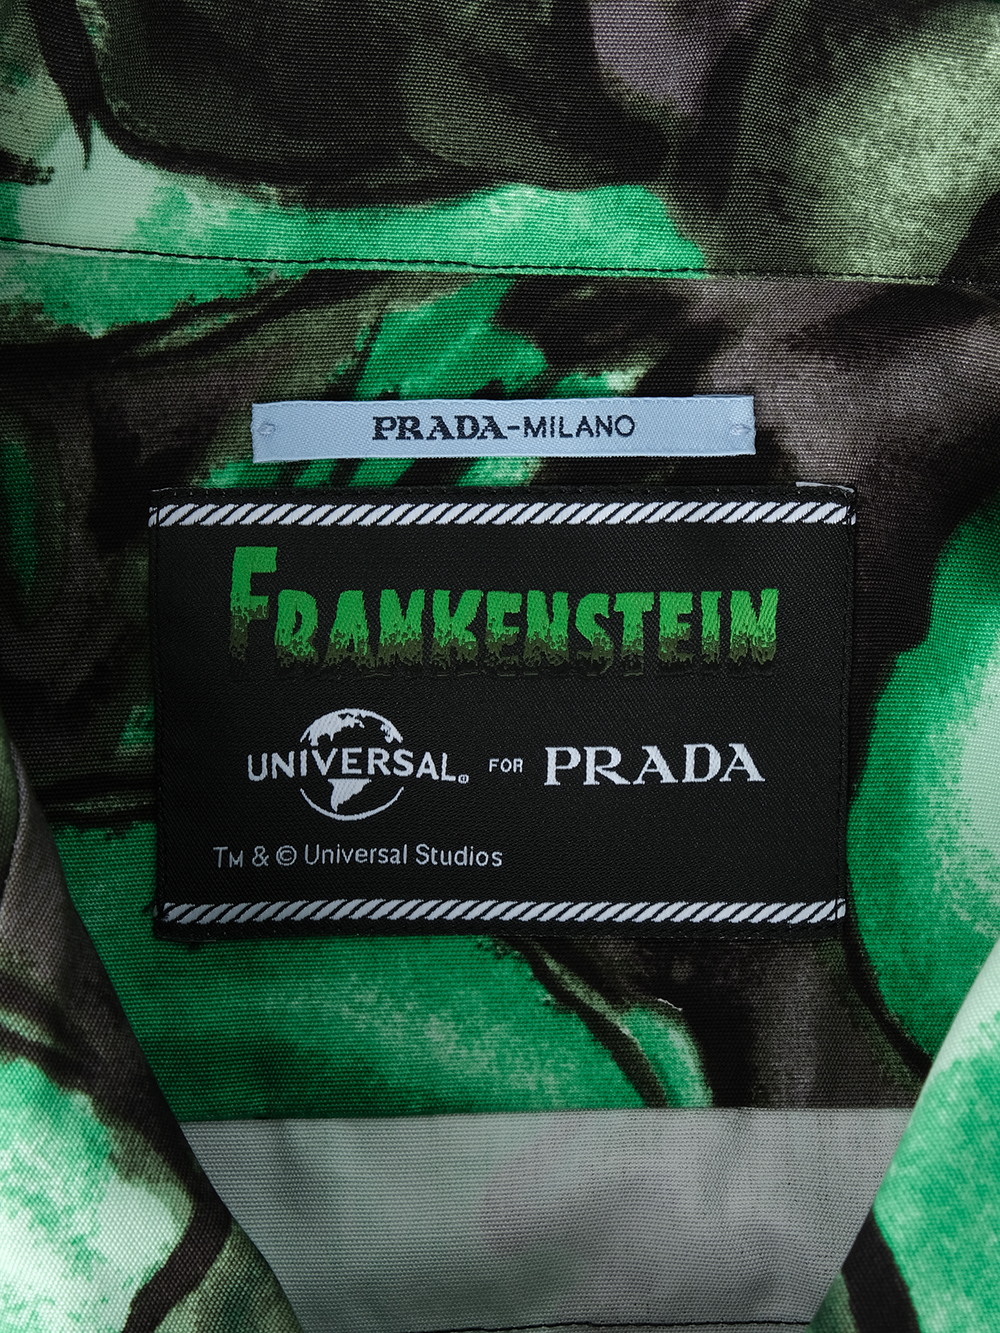 PRADA-MILANO
FRANKENSTEIN
UNIVERSAL® FOR PRADA
TM & © Universal Studios